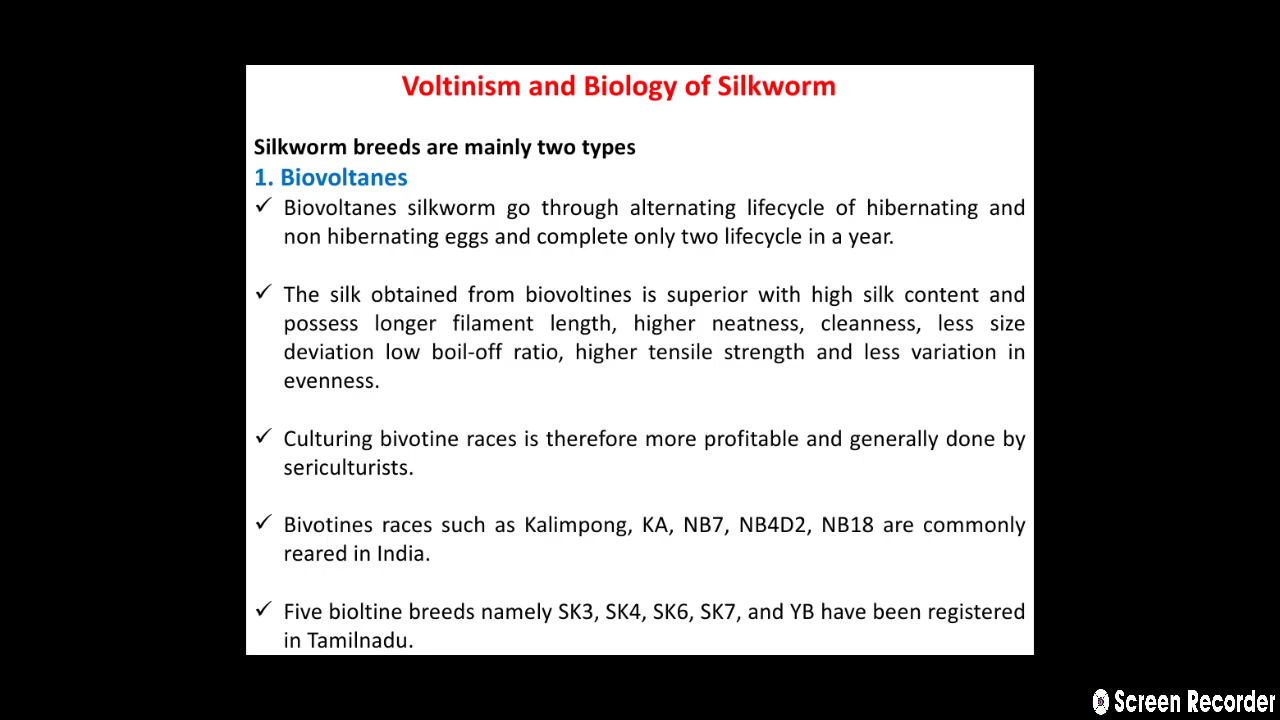 Voltinism and Biology of Silkworm
Silkworm breeds are mainly two types
1. Biovoltanes
✓ Biovoltanes silkworm go through alternating lifecycle of hibernating and
non hibernating eggs and complete only two lifecycle in a year.
✓ The silk obtained from biovoltines is superior with high silk content and
possess longer filament length, higher neatness, cleanness, less size
deviation low boil-off ratio, higher tensile strength and less variation in
evenness.
✓ Culturing bivotine races is therefore more profitable and generally done by
sericulturists.
✓ Bivotines races such as Kalimpong, KA, NB7, NB4D2, NB18 are commonly
reared in India.
✓ Five bioltine breeds namely SK3, SK4, SK6, SK7, and YB have been registered
in Tamilnadu.
Screen Recorder